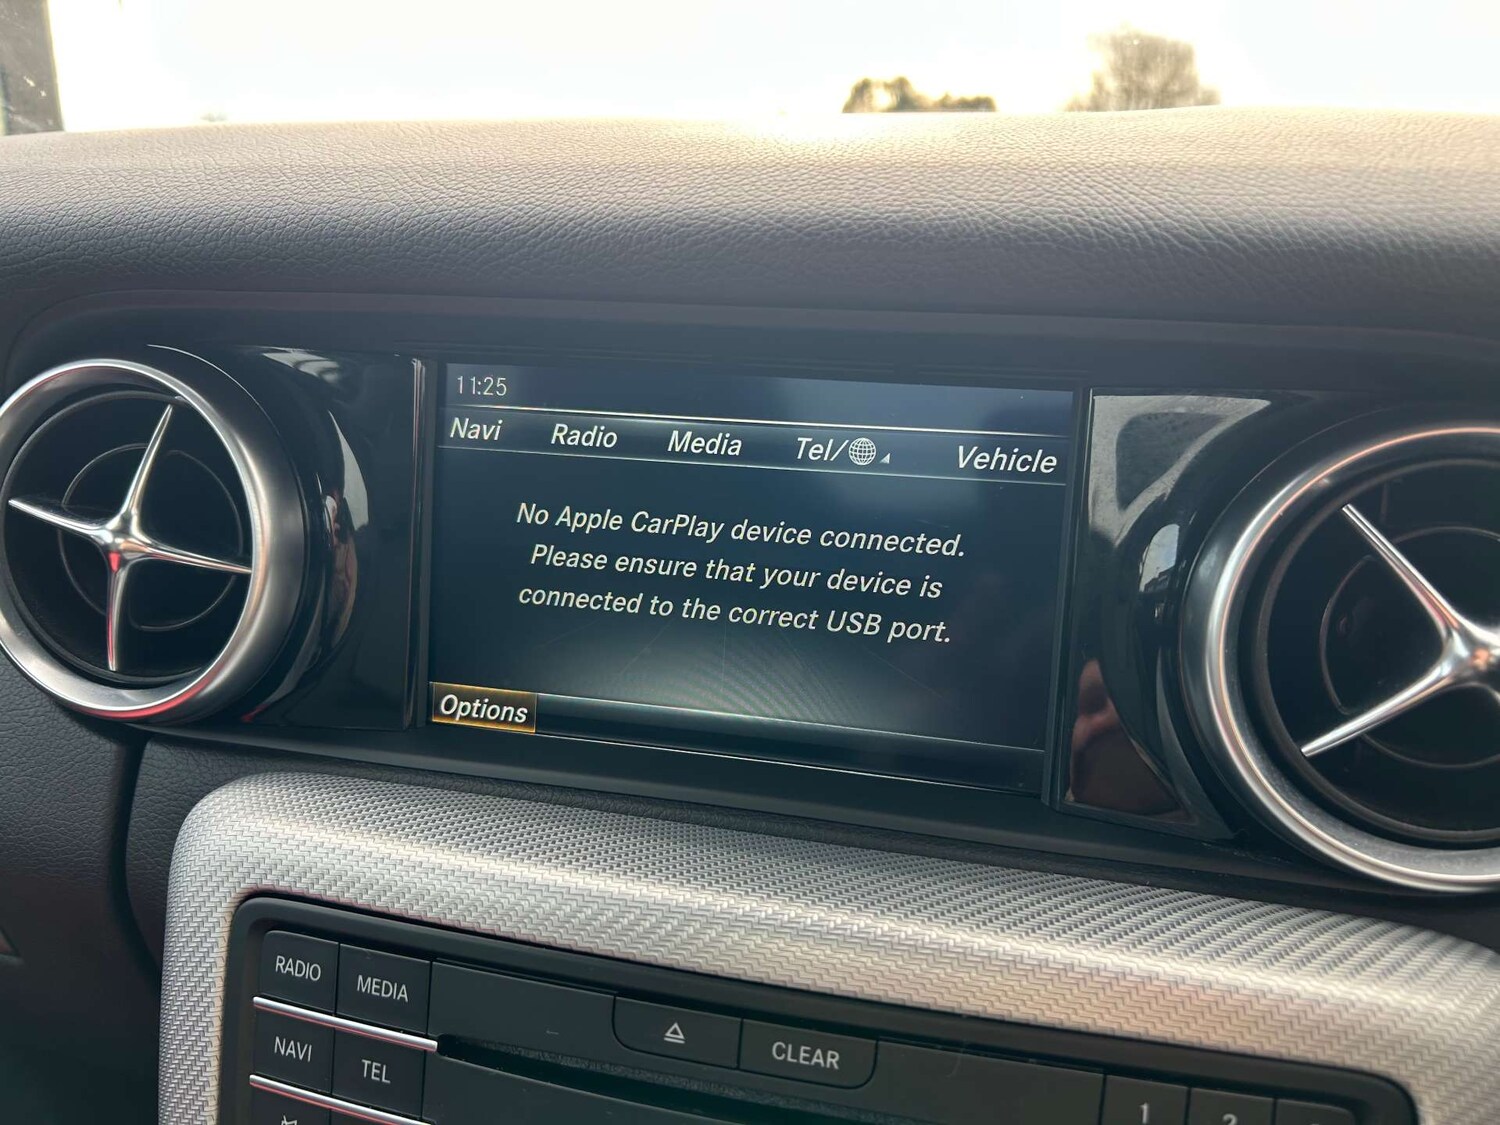 11:25
Navi Radio Media Tel/ Vehicle
No Apple CarPlay device connected.
Please ensure that your device is
connected to the correct USB port.
Options
RADIO MEDIA
CLEAR
NAVI TEL
1 2